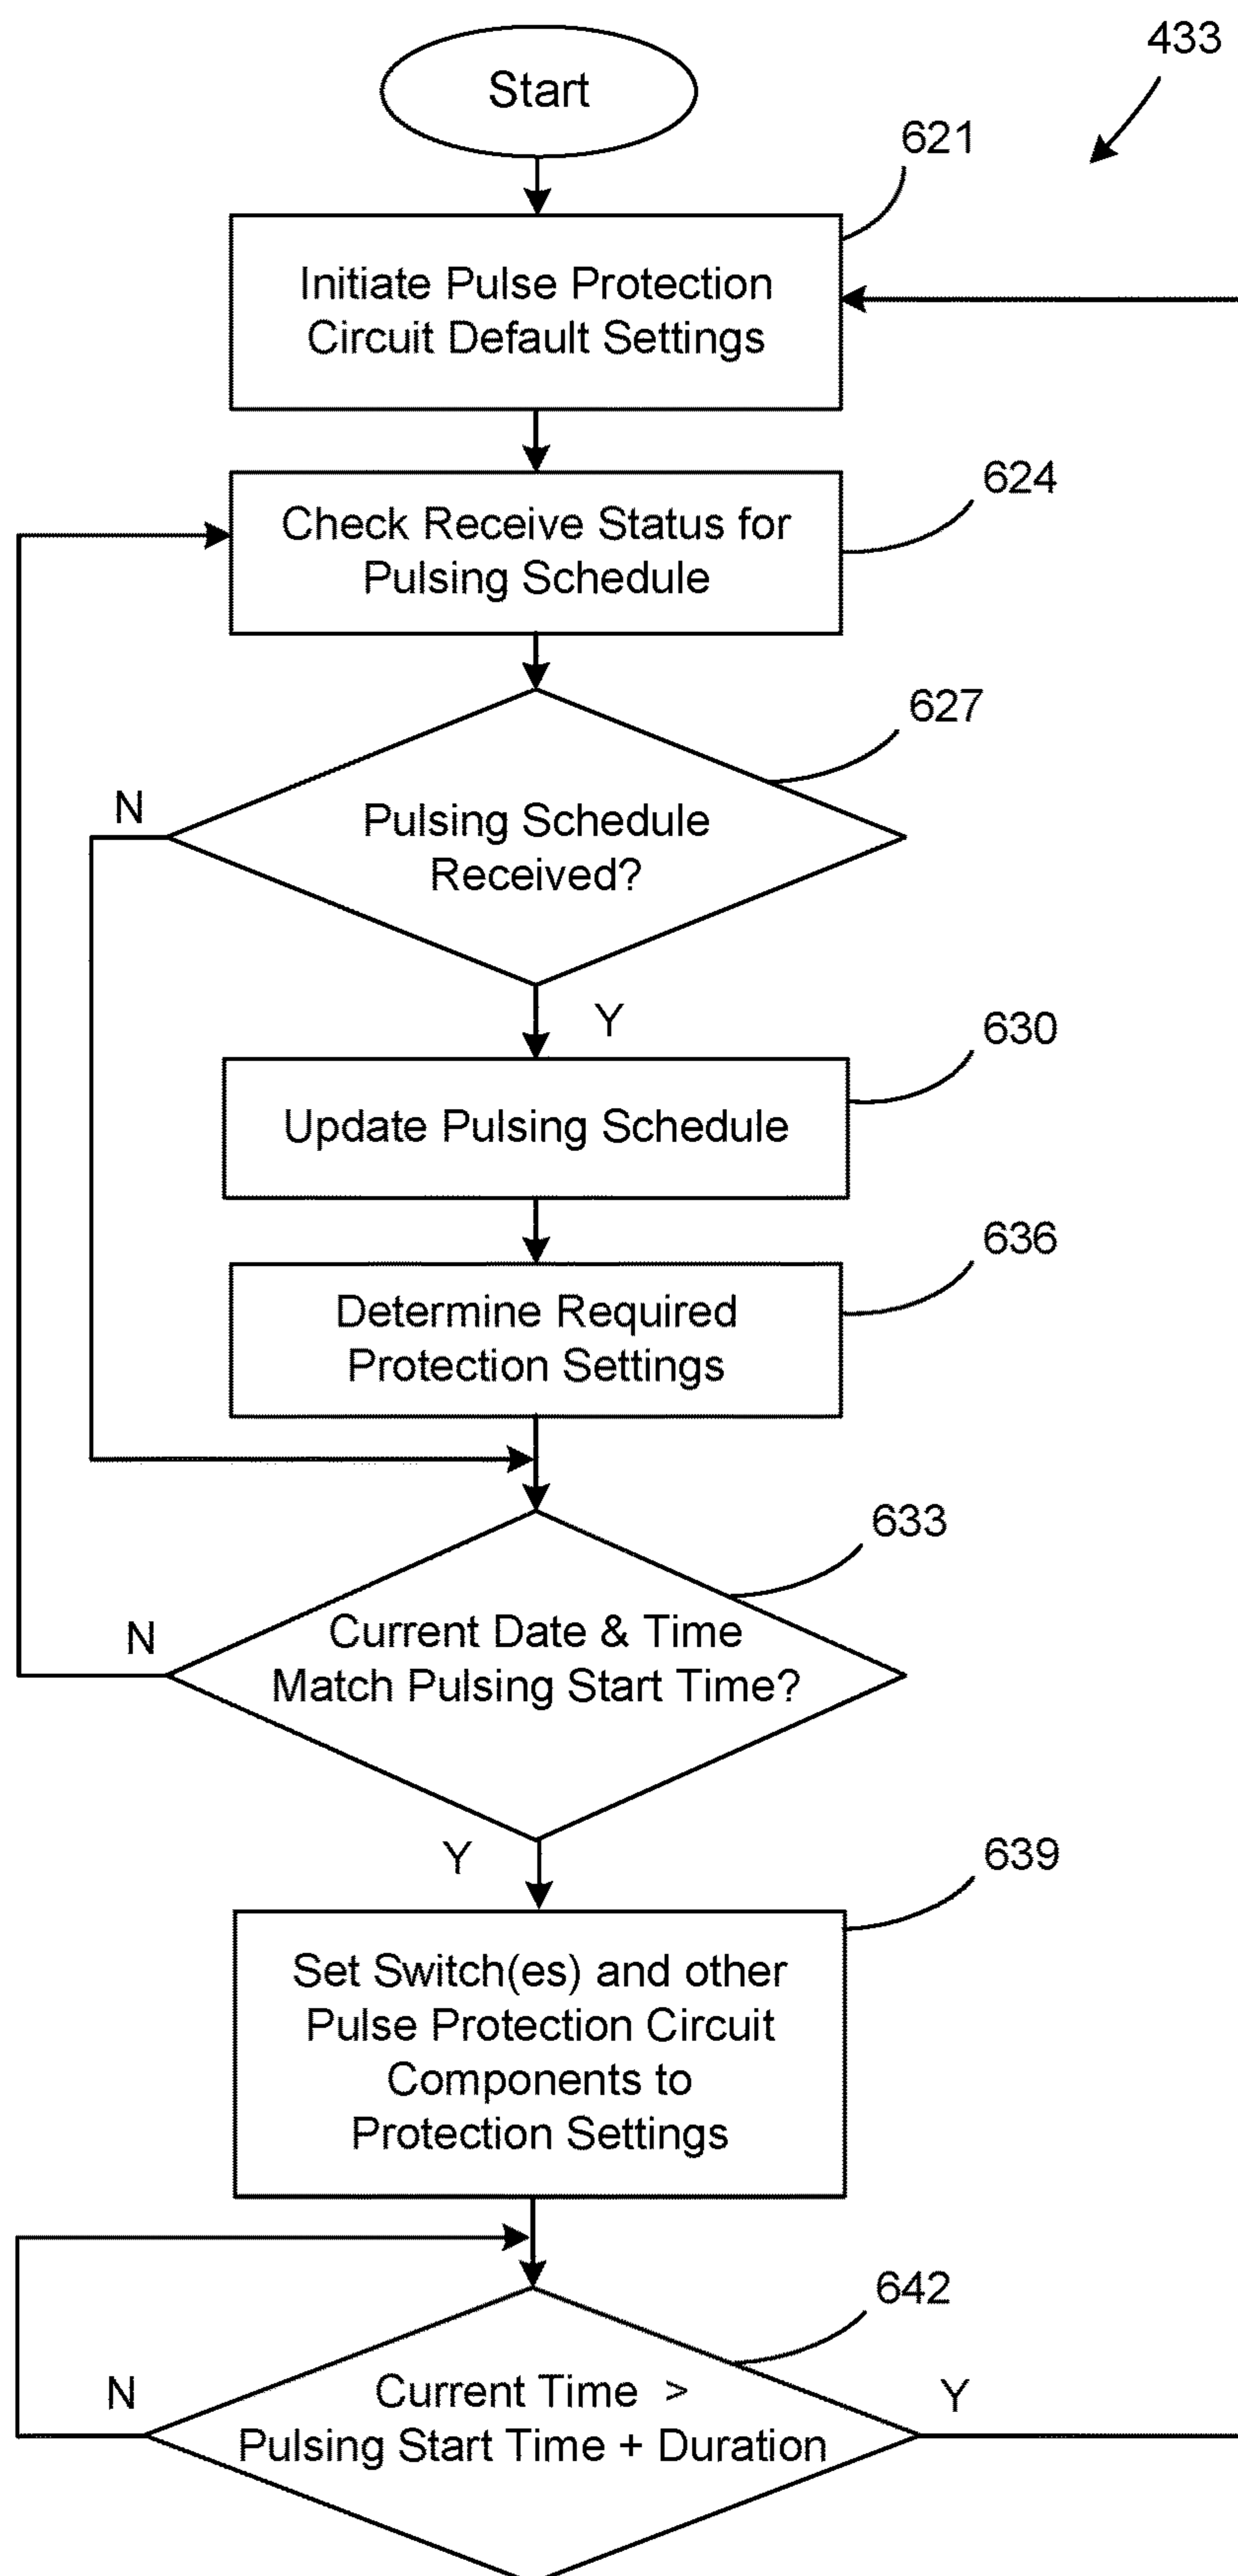 433
Start
621
Initiate Pulse Protection
Circuit Default Settings
624
Check Receive Status for
Pulsing Schedule
627
N
Pulsing Schedule
Received?
Y
630
Update Pulsing Schedule
636
Determine Required
Protection Settings
633
N
Current Date & Time
Match Pulsing Start Time?
Y
639
Set Switch(es) and other
Pulse Protection Circuit
Components to
Protection Settings
642
N
Current Time >
Y
Pulsing Start Time + Duration